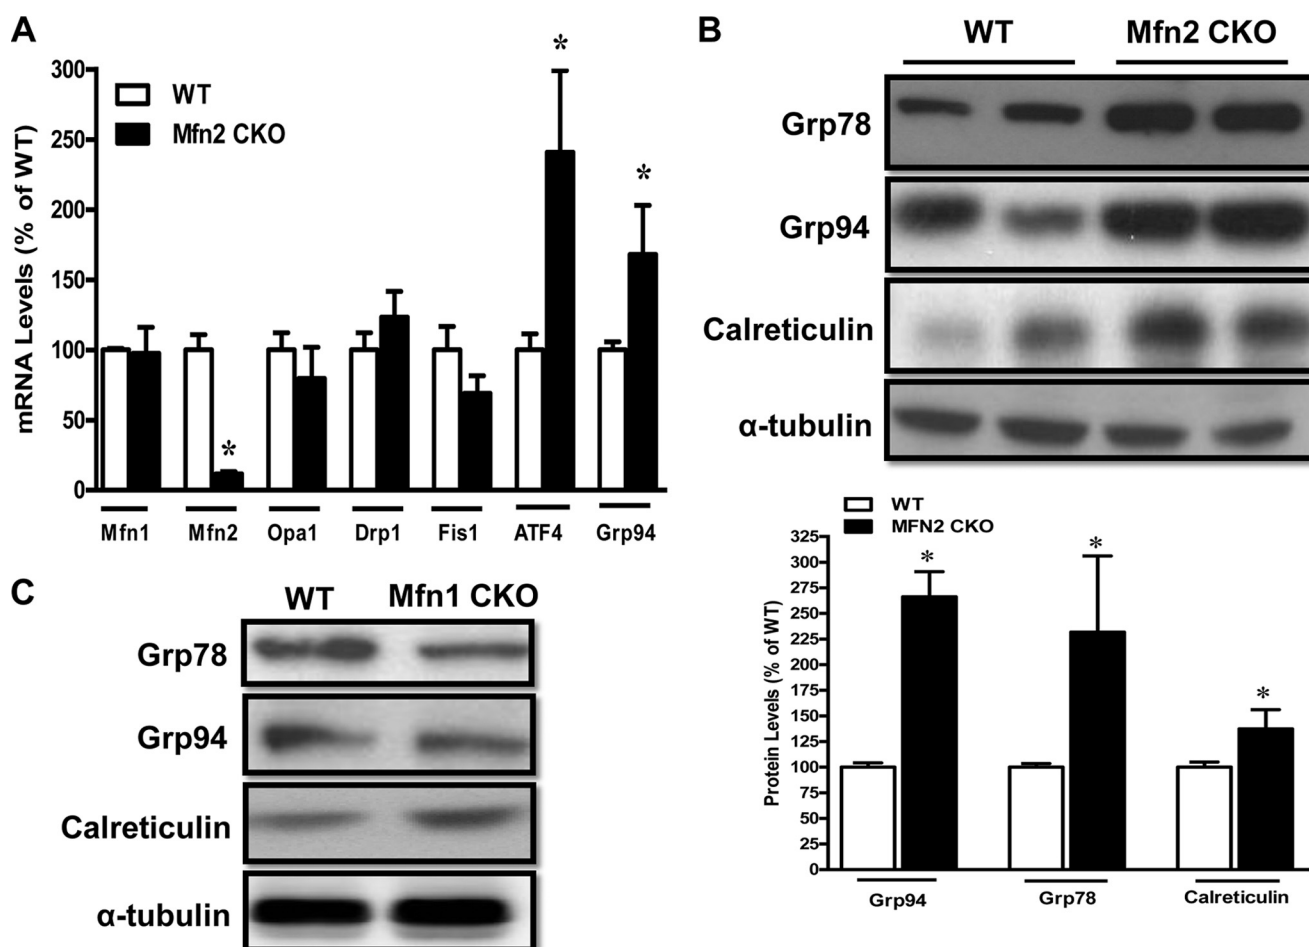 A
mRNA Levels (% of WT)
300
250
200
150
100
50
0
WT
Mfn2 CKO
*
*
*
Mfn1 Mfn2 Opa1 Drp1 Fis1 ATF4 Grp94
B
WT Mfn2 CKO
Grp78
Grp94
Calreticulin
α-tubulin
WT
MFN2 CKO
Protein Levels (% of WT)
325
300
275
250
225
200
175
150
125
100
75
50
25
0
*
*
*
Grp94 Grp78 Calreticulin
C
WT Mfn1 CKO
Grp78
Grp94
Calreticulin
α-tubulin